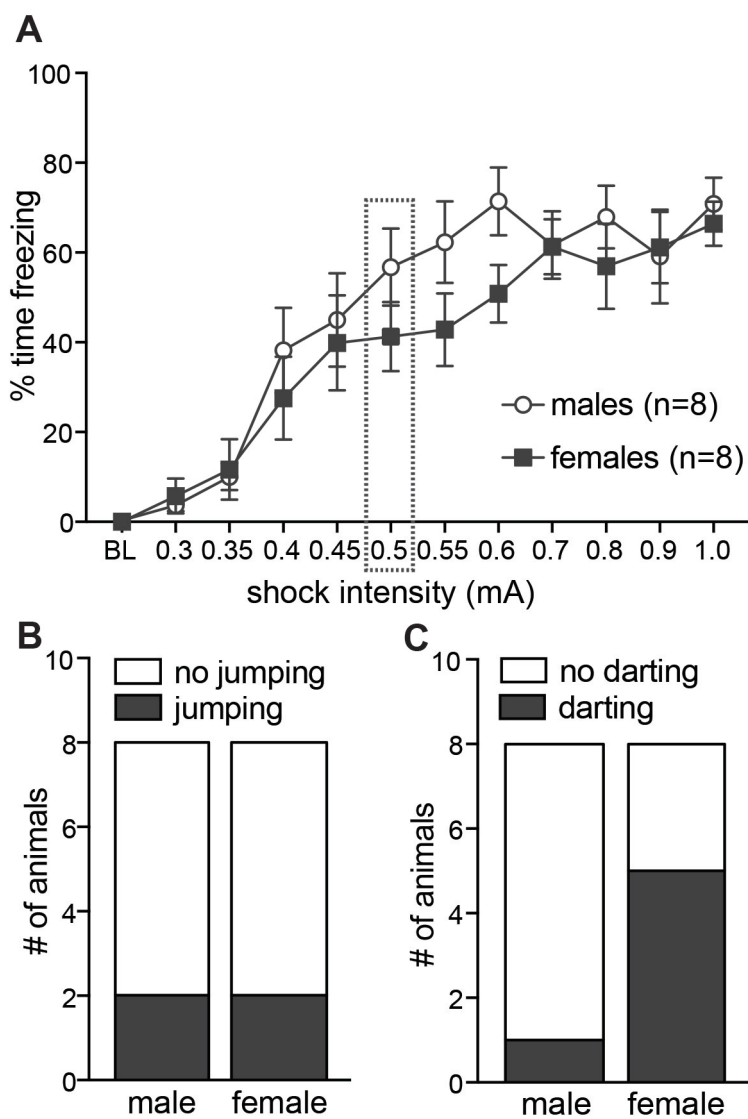 A
100
80
60
40
20
0
% time freezing
males (n=8)
females (n=8)
BL 0.3 0.35 0.4 0.45 0.5 0.55 0.6 0.7 0.8 0.9 1.0
shock intensity (mA)
B
10
8
6
4
2
0
# of animals
no jumping
jumping
male female
C
10
8
6
4
2
0
# of animals
no darting
darting
male female